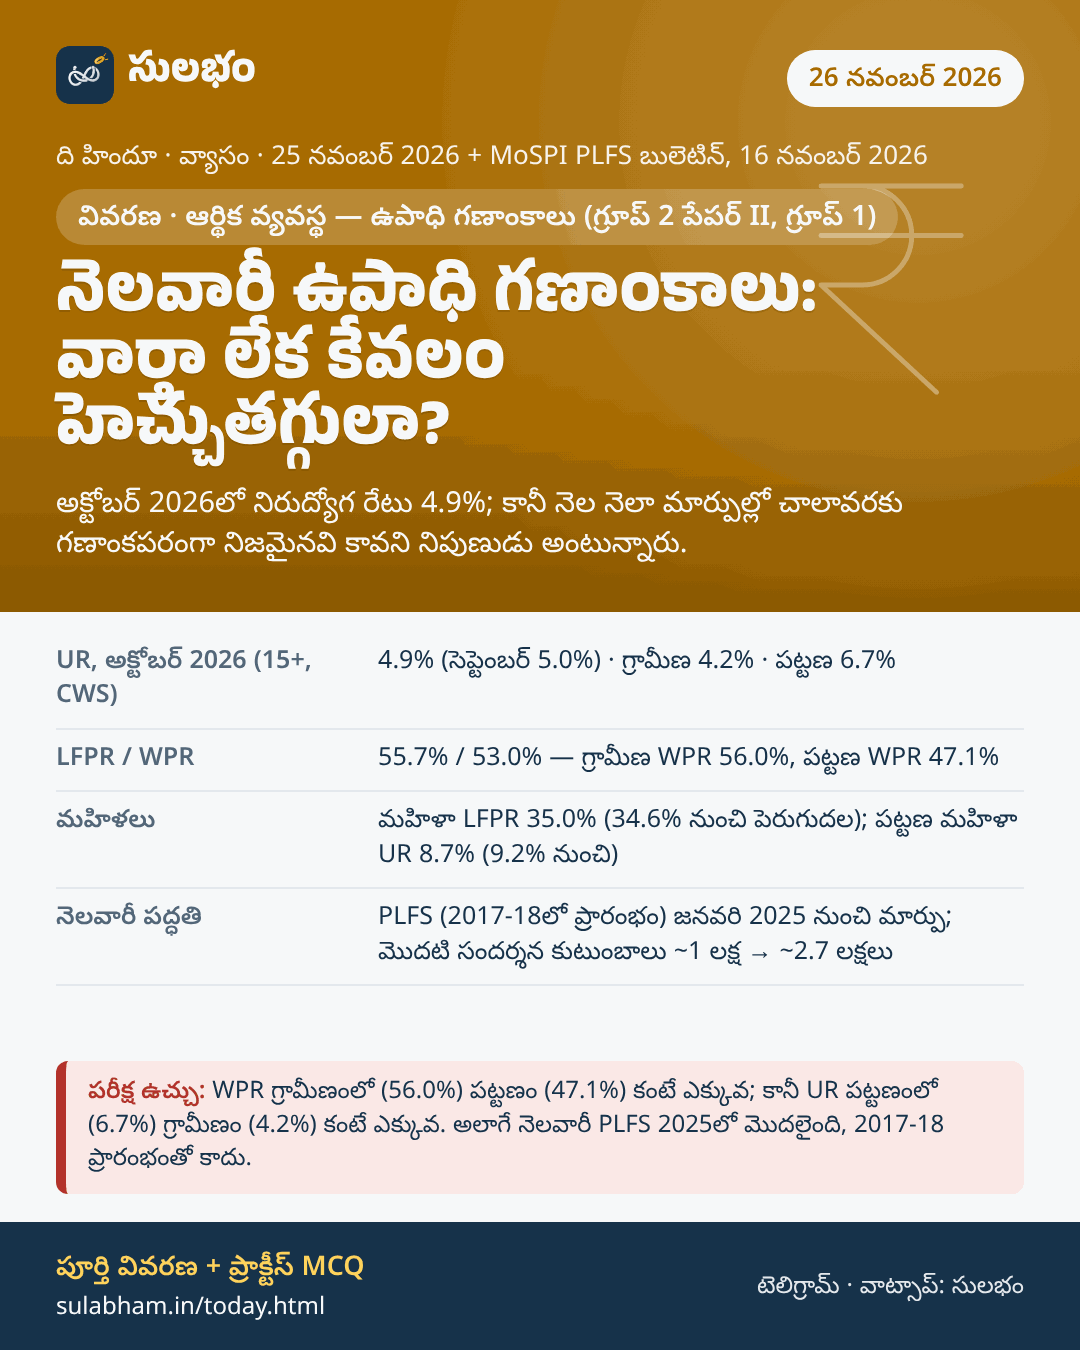 సులభం
26 నవంబర్ 2026
ది హిందూ · వ్యాసం · 25 నవంబర్ 2026 + MoSPI PLFS బులెటిన్, 16 నవంబర్ 2026
వివరణ · ఆర్థిక వ్యవస్థ — ఉపాధి గణాంకాలు (గ్రూప్ 2 పేపర్ II, గ్రూప్ 1)
నెలవారీ ఉపాధి గణాంకాలు:
వార్తా లేక కేవలం
హెచ్చుతగ్గులా?
అక్టోబర్ 2026లో నిరుద్యోగ రేటు 4.9%; కానీ నెల నెలా మార్పుల్లో చాలావరకు
గణాంకపరంగా నిజమైనవి కావని నిపుణుడు అంటున్నారు.
UR, అక్టోబర్ 2026 (15+,
CWS)
4.9% (సెప్టెంబర్ 5.0%) · గ్రామీణ 4.2% · పట్టణ 6.7%
LFPR / WPR
55.7% / 53.0% — గ్రామీణ WPR 56.0%, పట్టణ WPR 47.1%
మహిళలు
మహిళా LFPR 35.0% (34.6% నుంచి పెరుగుదల); పట్టణ మహిళా
UR 8.7% (9.2% నుంచి)
నెలవారీ పద్ధతి
PLFS (2017-18లో ప్రారంభం) జనవరి 2025 నుంచి మార్పు;
మొదటి సందర్శన కుటుంబాలు ~1 లక్ష → ~2.7 లక్షలు
పరీక్ష ఉచ్చు: WPR గ్రామీణంలో (56.0%) పట్టణం (47.1%) కంటే ఎక్కువ; కానీ UR పట్టణంలో
(6.7%) గ్రామీణం (4.2%) కంటే ఎక్కువ. అలాగే నెలవారీ PLFS 2025లో మొదలైంది, 2017-18
ప్రారంభంతో కాదు.
పూర్తి వివరణ + ప్రాక్టీస్ MCQ
sulabham.in/today.html
టెలిగ్రామ్ · వాట్సాప్: సులభం